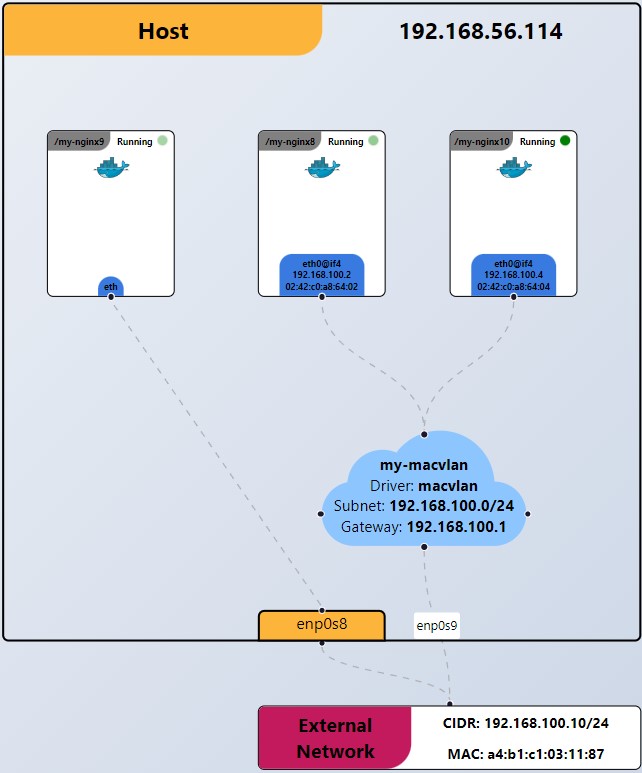 Host
192.168.56.114
/my-nginx9 Running
/my-nginx8 Running
/my-nginx10 Running
eth
eth0@if4
192.168.100.2
02:42:c0:a8:64:02
eth0@if4
192.168.100.4
02:42:c0:a8:64:04
my-macvlan
Driver: macvlan
Subnet: 192.168.100.0/24
Gateway: 192.168.100.1
enp0s8
enp0s9
External
Network
CIDR: 192.168.100.10/24
MAC: a4:b1:c1:03:11:87